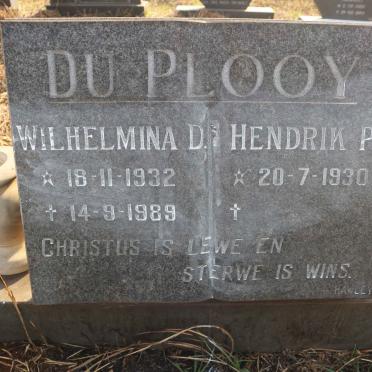 DU PLOOY
WILHELMINA D. HENDRIK P
☆ 18-11-1932 ☆ 20-7-1930
✝ 14-9-1989 ✝
CHRISTUS IS LEWE EN
STERWE IS WINS.